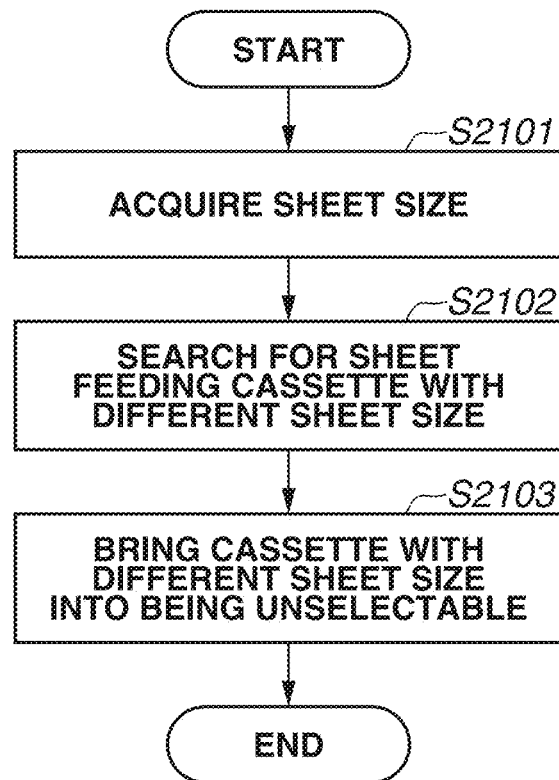 START
S2101
ACQUIRE SHEET SIZE
S2102
SEARCH FOR SHEET
FEEDING CASSETTE WITH
DIFFERENT SHEET SIZE
S2103
BRING CASSETTE WITH
DIFFERENT SHEET SIZE
INTO BEING UNSELECTABLE
END